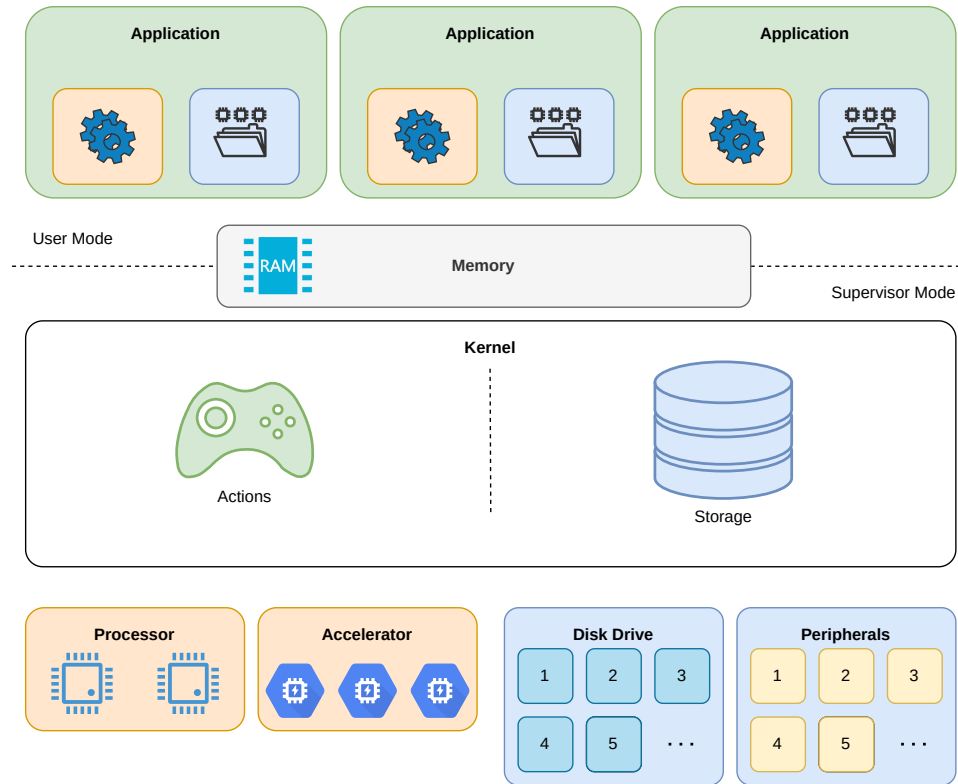 Application
Application
Application
User Mode
RAM
Memory
Supervisor Mode
Kernel
Actions
Storage
Processor
Accelerator
Disk Drive
1
2
3
4
5
...
Peripherals
1
2
3
4
5
...